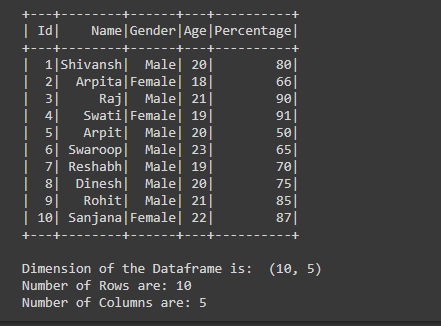 +---+--------+------+---+----------+
| Id|    Name|Gender|Age|Percentage|
+---+--------+------+---+----------+
|  1|Shivansh|  Male| 20|        80|
|  2|  Arpita|Female| 18|        66|
|  3|     Raj|  Male| 21|        90|
|  4|   Swati|Female| 19|        91|
|  5|   Arpit|  Male| 20|        50|
|  6| Swaroop|  Male| 23|        65|
|  7| Reshabh|  Male| 19|        70|
|  8|  Dinesh|  Male| 20|        75|
|  9|   Rohit|  Male| 21|        85|
| 10| Sanjana|Female| 22|        87|
+---+--------+------+---+----------+
Dimension of the Dataframe is:  (10, 5)
Number of Rows are: 10
Number of Columns are: 5